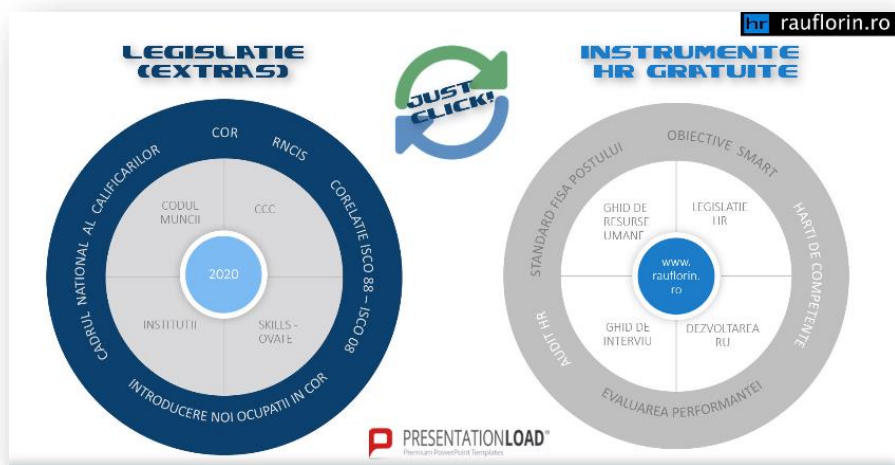 hr rauflorin.ro
LEGISLATIE
(EXTRAS)
JUST
CLICK!
INSTRUMENTE
HR GRATUITE
CADRUL NATIONAL AL CALIFICARILOR
COR
RNCIS
CORELATIE ISCO 88 – ISCO 08
INTRODUCERE NOI OCUPATII IN COR
CODUL
MUNCII
CCC
2020
INSTITUTII
SKILLS -
OVATE
STANDARD FISA POSTULUI
OBIECTIVE SMART
HARTI DE COMPETENTE
EVALUAREA PERFORMANTEI
AUDIT HR
GHID DE
RESURSE
UMANE
LEGISLATIE
HR
www.
rauflorin.
ro
GHID DE
INTERVIU
DEZVOLTAREA
RU
PRESENTATIONLOAD®
Premium PowerPoint Templates